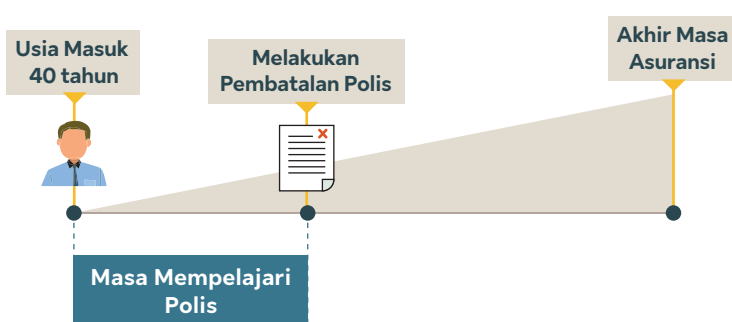 Usia Masuk
40 tahun
Melakukan
Pembatalan Polis
Akhir Masa
Asuransi
Masa Mempelajari
Polis